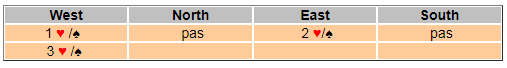 West North East South
1 ♥ /♠ pas 2 ♥/♠ pas
3 ♥ /♠